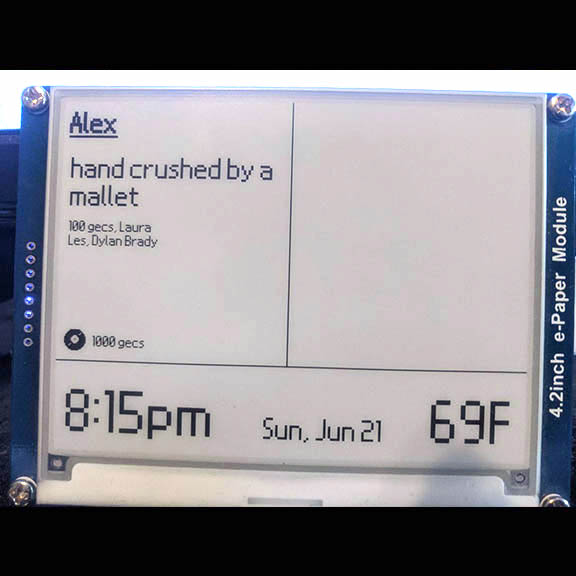 Alex
hand crushed by a
mallet
100 gecs, Laura
Les, Dylan Brady
1000 gecs
8:15pm
Sun, Jun 21
69F
4.2inch e-Paper Module